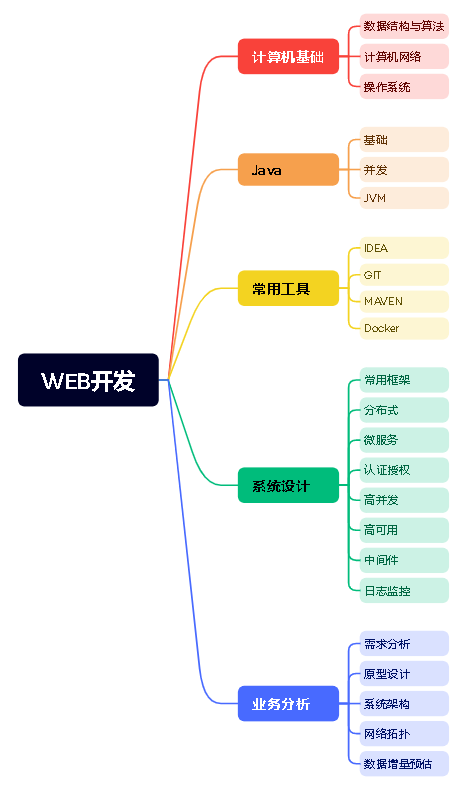 WEB开发
计算机基础
数据结构与算法
计算机网络
操作系统
Java
基础
并发
JVM
常用工具
IDEA
GIT
MAVEN
Docker
系统设计
常用框架
分布式
微服务
认证授权
高并发
高可用
中间件
日志监控
业务分析
需求分析
原型设计
系统架构
网络拓扑
数据增量预估